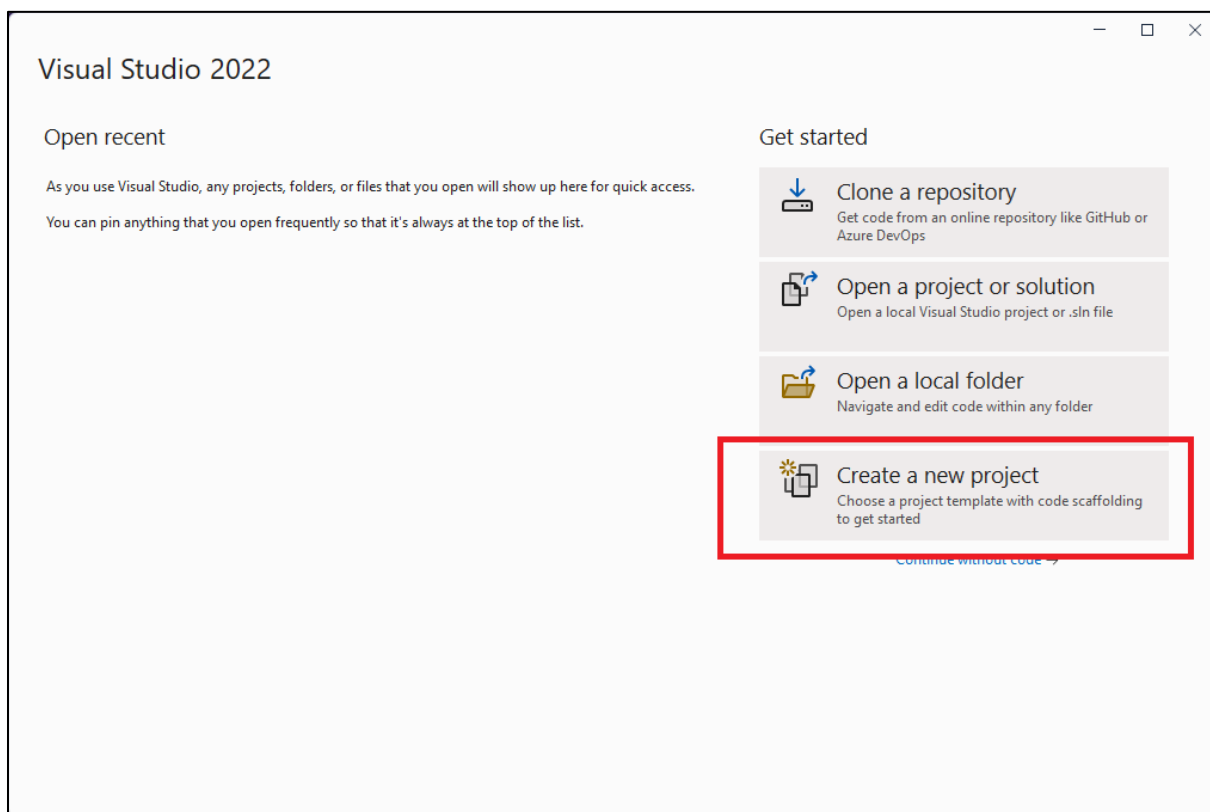 Visual Studio 2022
Open recent
As you use Visual Studio, any projects, folders, or files that you open will show up here for quick access.
You can pin anything that you open frequently so that it's always at the top of the list.
Get started
Clone a repository
Get code from an online repository like GitHub or
Azure DevOps
Open a project or solution
Open a local Visual Studio project or .sln file
Open a local folder
Navigate and edit code within any folder
Create a new project
Choose a project template with code scaffolding
to get started
Continue without code →